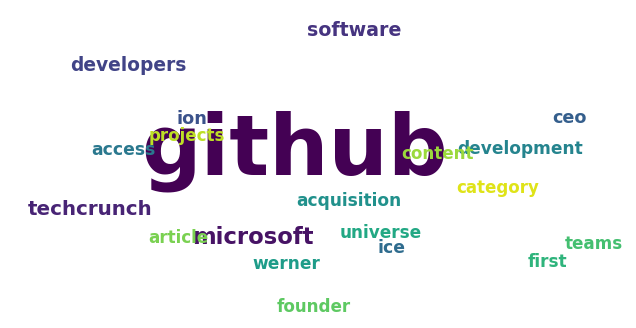 software
developers
ion
ceo
projects
github
access
content
development
category
acquisition
techcrunch
universe
article
microsoft
ice
teams
werner
first
founder